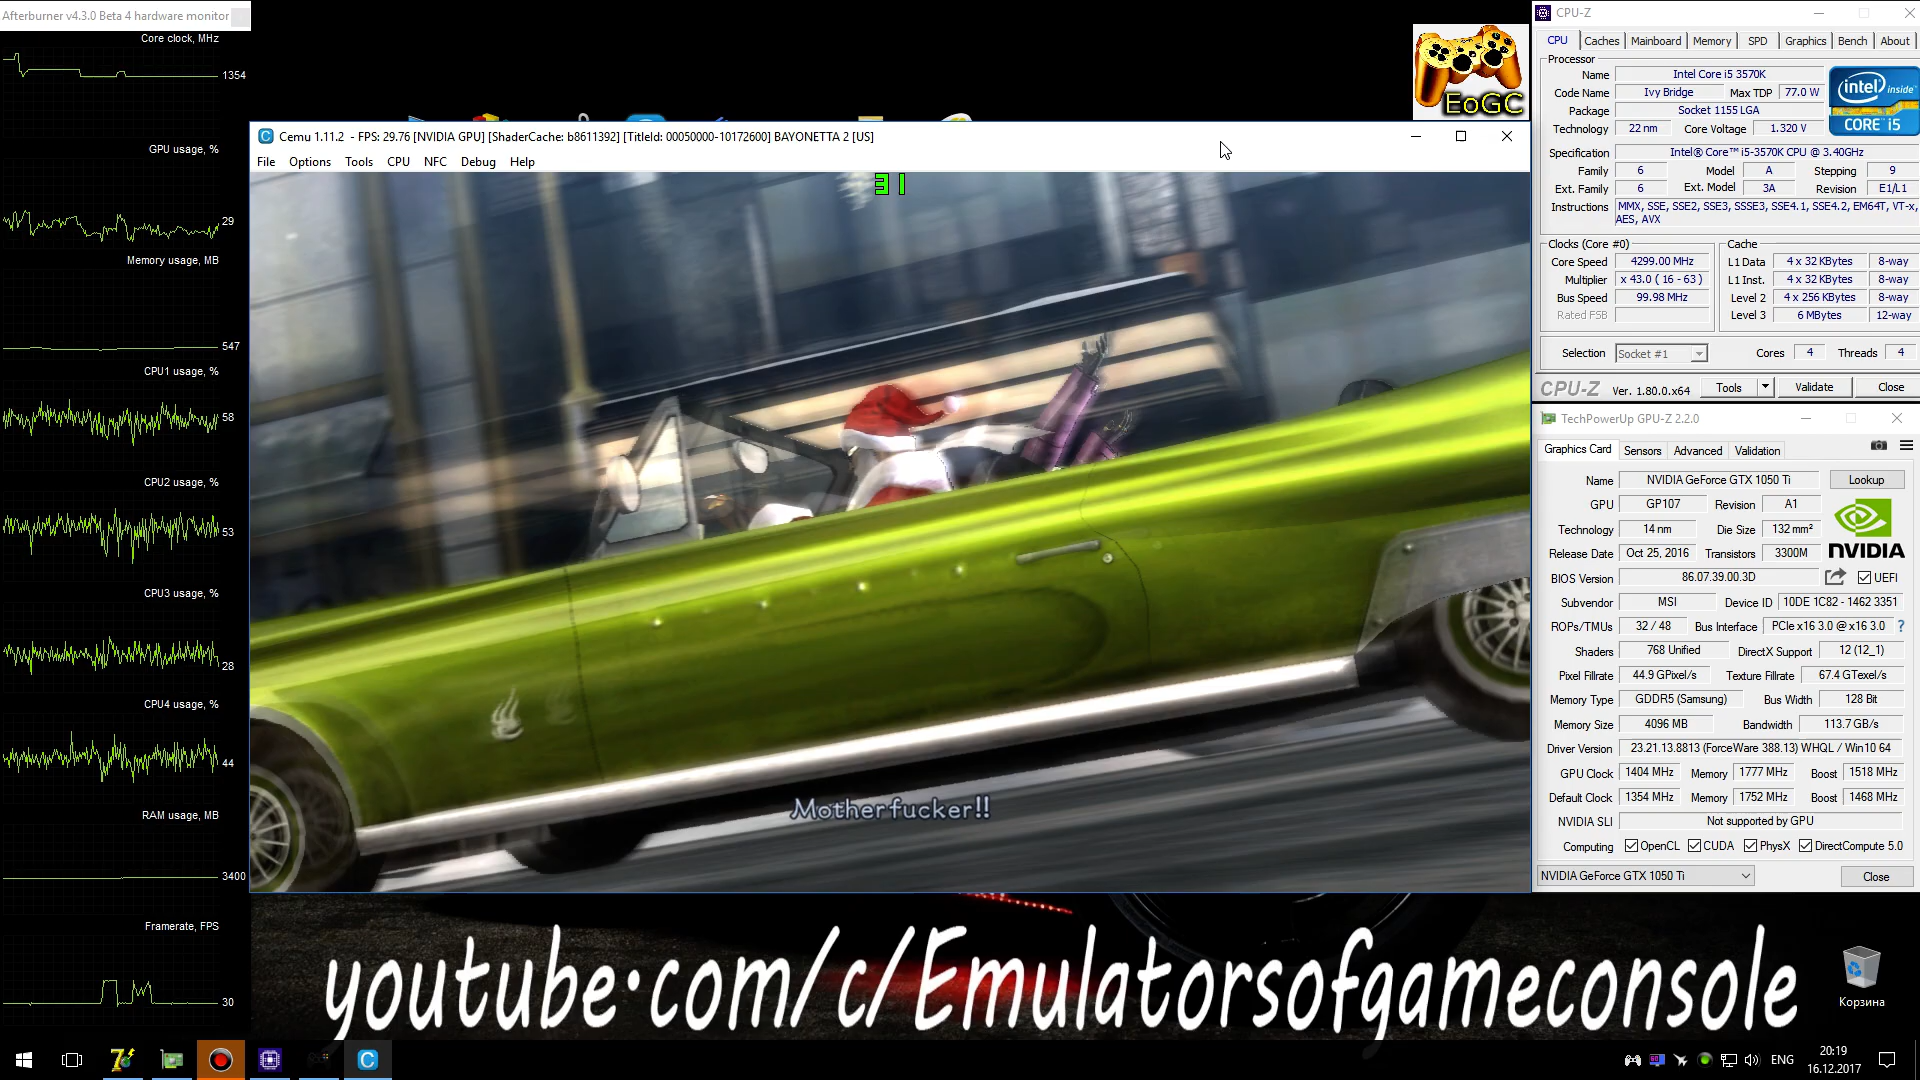 Afterburner v4.3.0 Beta 4 hardware monitor
Core clock, MHz
1354
GPU usage, %
29
Memory usage, MB
547
CPU1 usage, %
58
CPU2 usage, %
53
CPU3 usage, %
28
CPU4 usage, %
44
RAM usage, MB
3400
Framerate, FPS
30
EoGC
Cemu 1.11.2 - FPS: 29.76 [NVIDIA GPU] [ShaderCache: b8611392] [TitleId: 00050000-10172600] BAYONETTA 2 [US]
File Options Tools CPU NFC Debug Help
31
Motherfucker!!
CPU-Z
CPU Caches Mainboard Memory SPD Graphics Bench About
Processor
Name Intel Core i5 3570K
Code Name Ivy Bridge Max TDP 77.0 W
Package Socket 1155 LGA
Technology 22 nm Core Voltage 1.320 V
intel inside™
CORE i5
Specification Intel® Core™ i5-3570K CPU @ 3.40GHz
Family 6 Model A Stepping 9
Ext. Family 6 Ext. Model 3A Revision E1/L1
Instructions MMX, SSE, SSE2, SSE3, SSSE3, SSE4.1, SSE4.2, EM64T, VT-x,
AES, AVX
Clocks (Core #0)
Core Speed 4299.00 MHz
Multiplier x 43.0 ( 16 - 63 )
Bus Speed 99.98 MHz
Rated FSB
Cache
L1 Data 4 x 32 KBytes 8-way
L1 Inst. 4 x 32 KBytes 8-way
Level 2 4 x 256 KBytes 8-way
Level 3 6 MBytes 12-way
Selection Socket #1 Cores 4 Threads 4
CPU-Z Ver. 1.80.0.x64 Tools Validate Close
TechPowerUp GPU-Z 2.2.0
Graphics Card Sensors Advanced Validation
Name NVIDIA GeForce GTX 1050 Ti Lookup
GPU GP107 Revision A1
Technology 14 nm Die Size 132 mm²
Release Date Oct 25, 2016 Transistors 3300M
NVIDIA
BIOS Version 86.07.39.00.3D UEFI
Subvendor MSI Device ID 10DE 1C82 - 1462 3351
ROPs/TMUs 32 / 48 Bus Interface PCIe x16 3.0 @ x16 3.0 ?
Shaders 768 Unified DirectX Support 12 (12_1)
Pixel Fillrate 44.9 GPixel/s Texture Fillrate 67.4 GTexel/s
Memory Type GDDR5 (Samsung) Bus Width 128 Bit
Memory Size 4096 MB Bandwidth 113.7 GB/s
Driver Version 23.21.13.8813 (ForceWare 388.13) WHQL / Win10 64
GPU Clock 1404 MHz Memory 1777 MHz Boost 1518 MHz
Default Clock 1354 MHz Memory 1752 MHz Boost 1468 MHz
NVIDIA SLI Not supported by GPU
Computing OpenCL CUDA PhysX DirectCompute 5.0
NVIDIA GeForce GTX 1050 Ti Close
youtube.com/c/Emulatorsofgameconsole
Корзина
ENG
20:19
16.12.2017